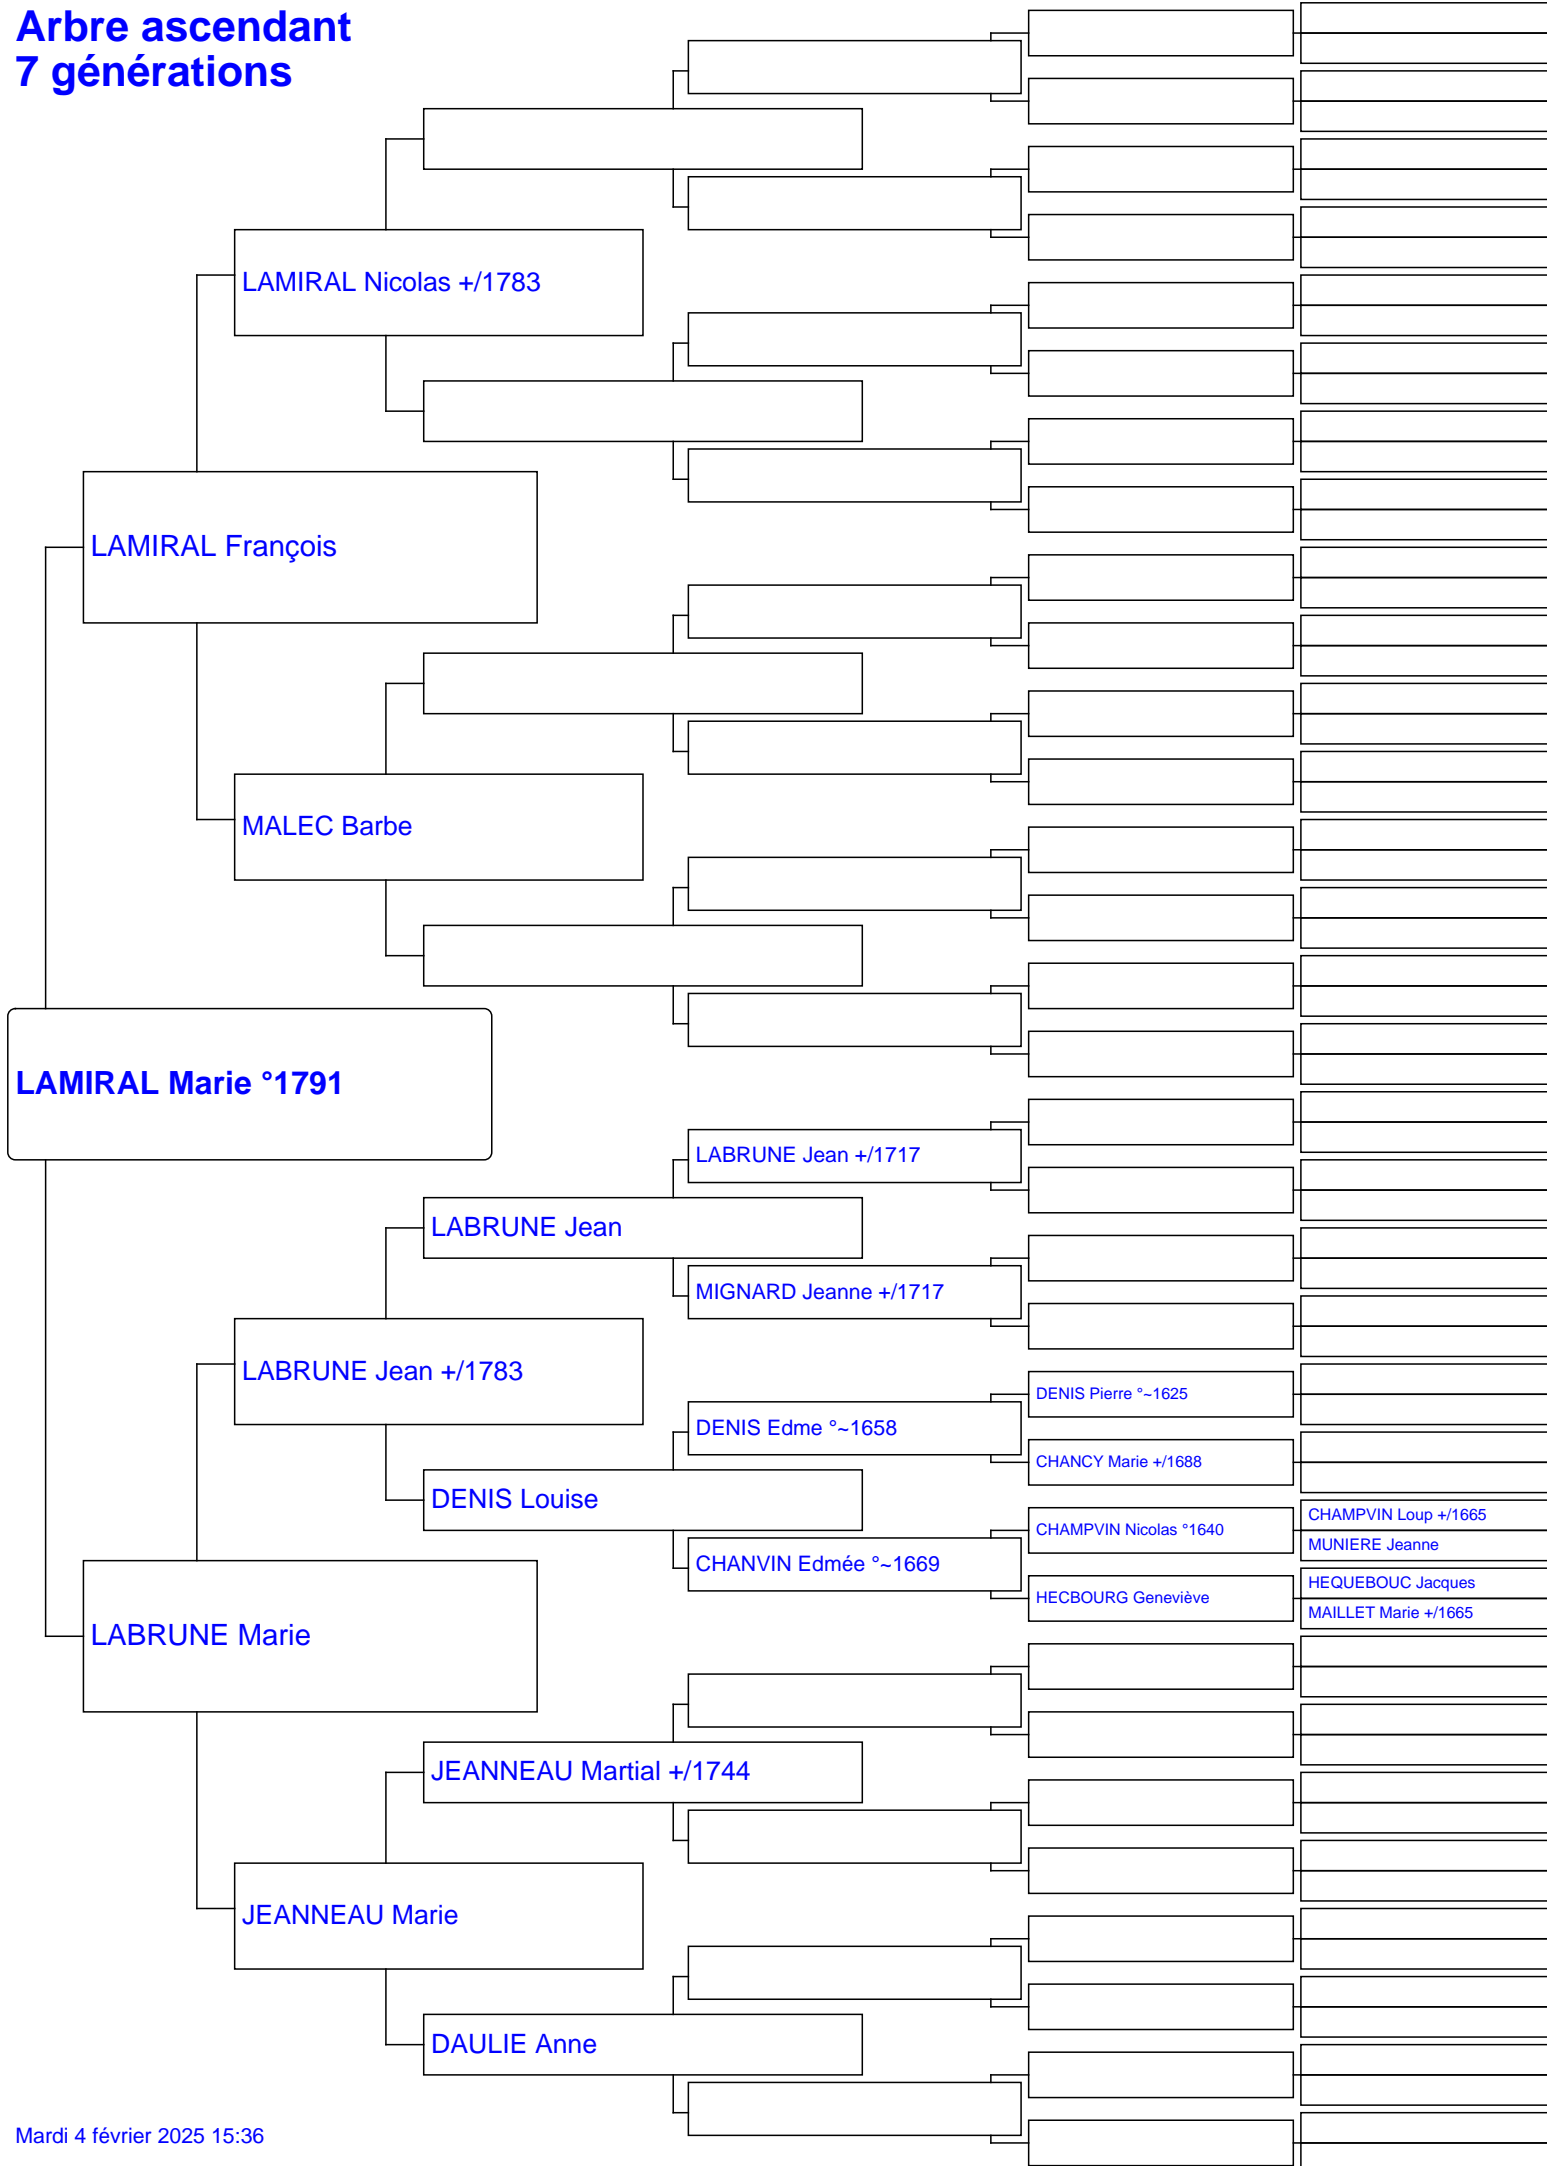 Arbre ascendant
7 générations
LAMIRAL Nicolas +/1783
LAMIRAL François
MALEC Barbe
LAMIRAL Marie °1791
LABRUNE Jean +/1717
LABRUNE Jean
MIGNARD Jeanne +/1717
LABRUNE Jean +/1783
DENIS Pierre °~1625
DENIS Edme °~1658
CHANCY Marie +/1688
DENIS Louise
CHAMPVIN Loup +/1665
CHAMPVIN Nicolas °1640
MUNIERE Jeanne
CHANVIN Edmée °~1669
HEQUEBOUC Jacques
HECBOURG Geneviève
MAILLET Marie +/1665
LABRUNE Marie
JEANNEAU Martial +/1744
JEANNEAU Marie
DAULIE Anne
Mardi 4 février 2025 15:36